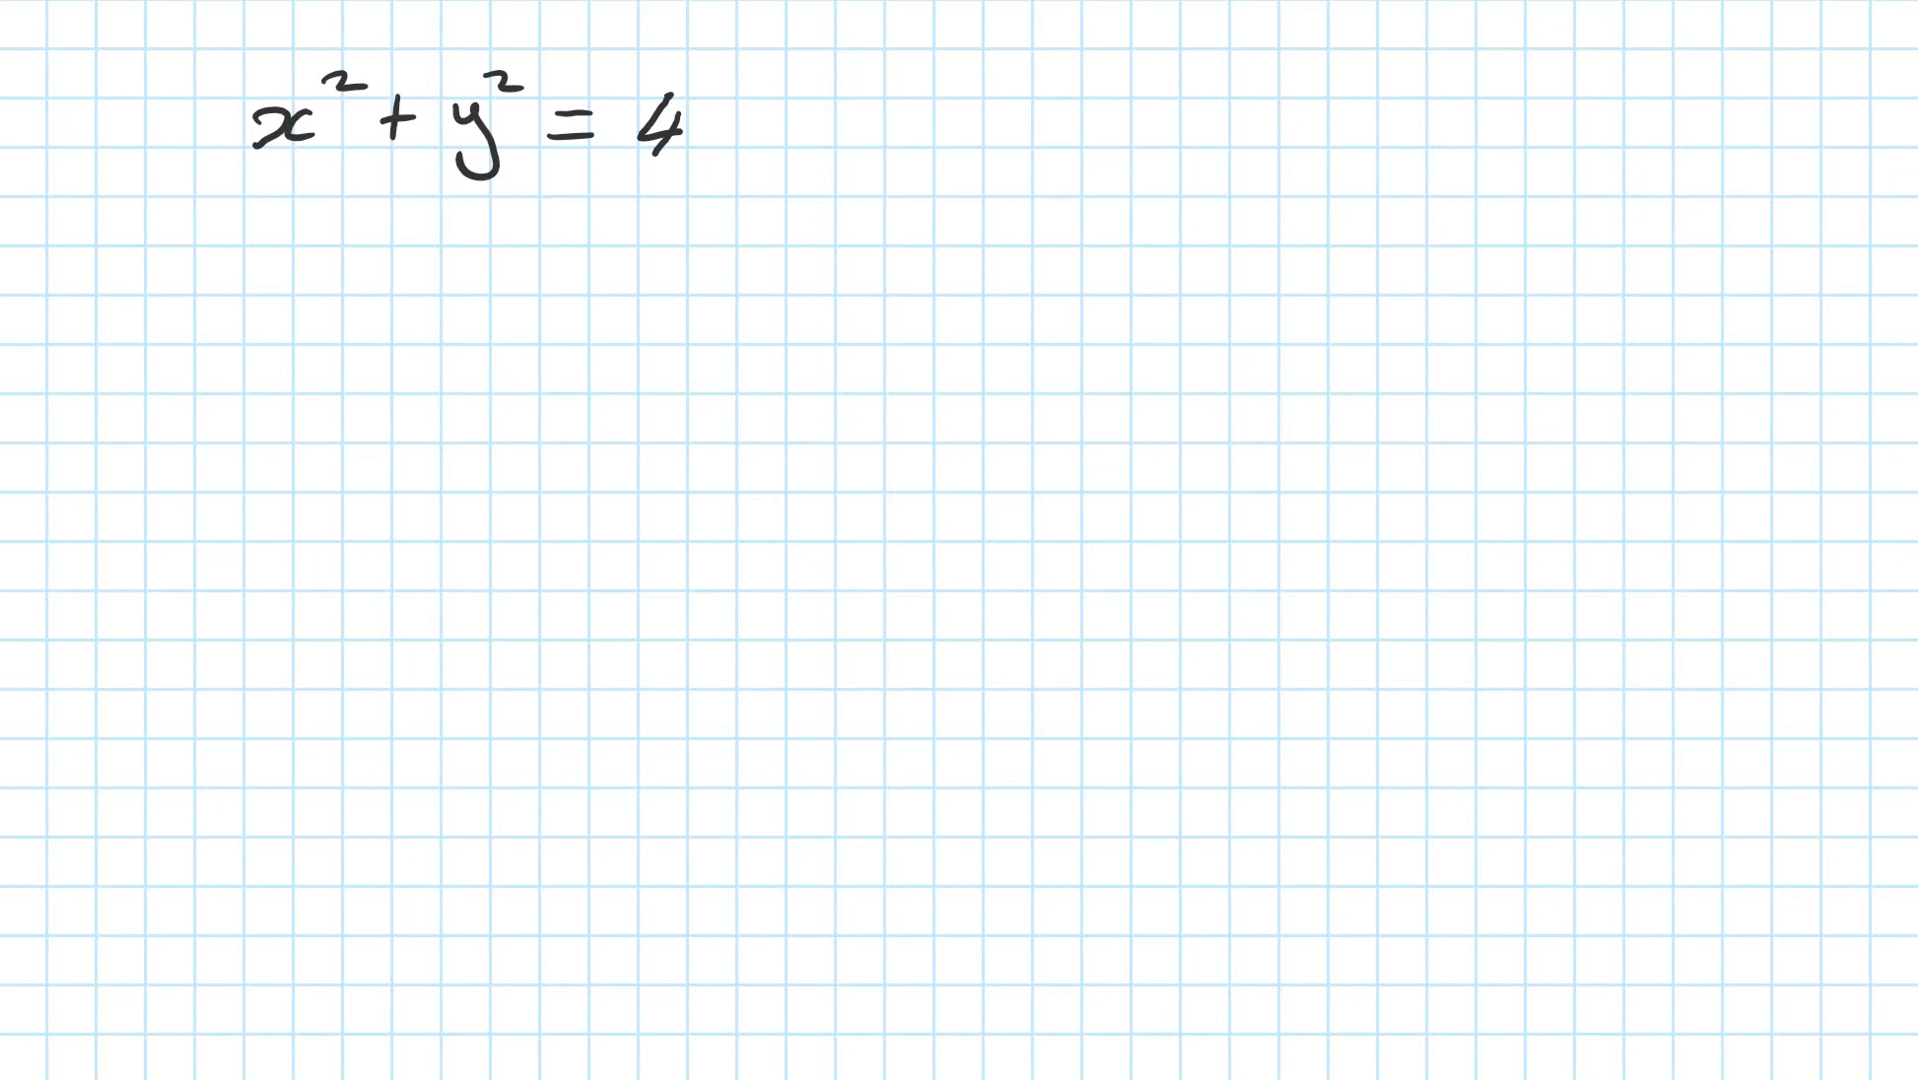 x² + y² = 4